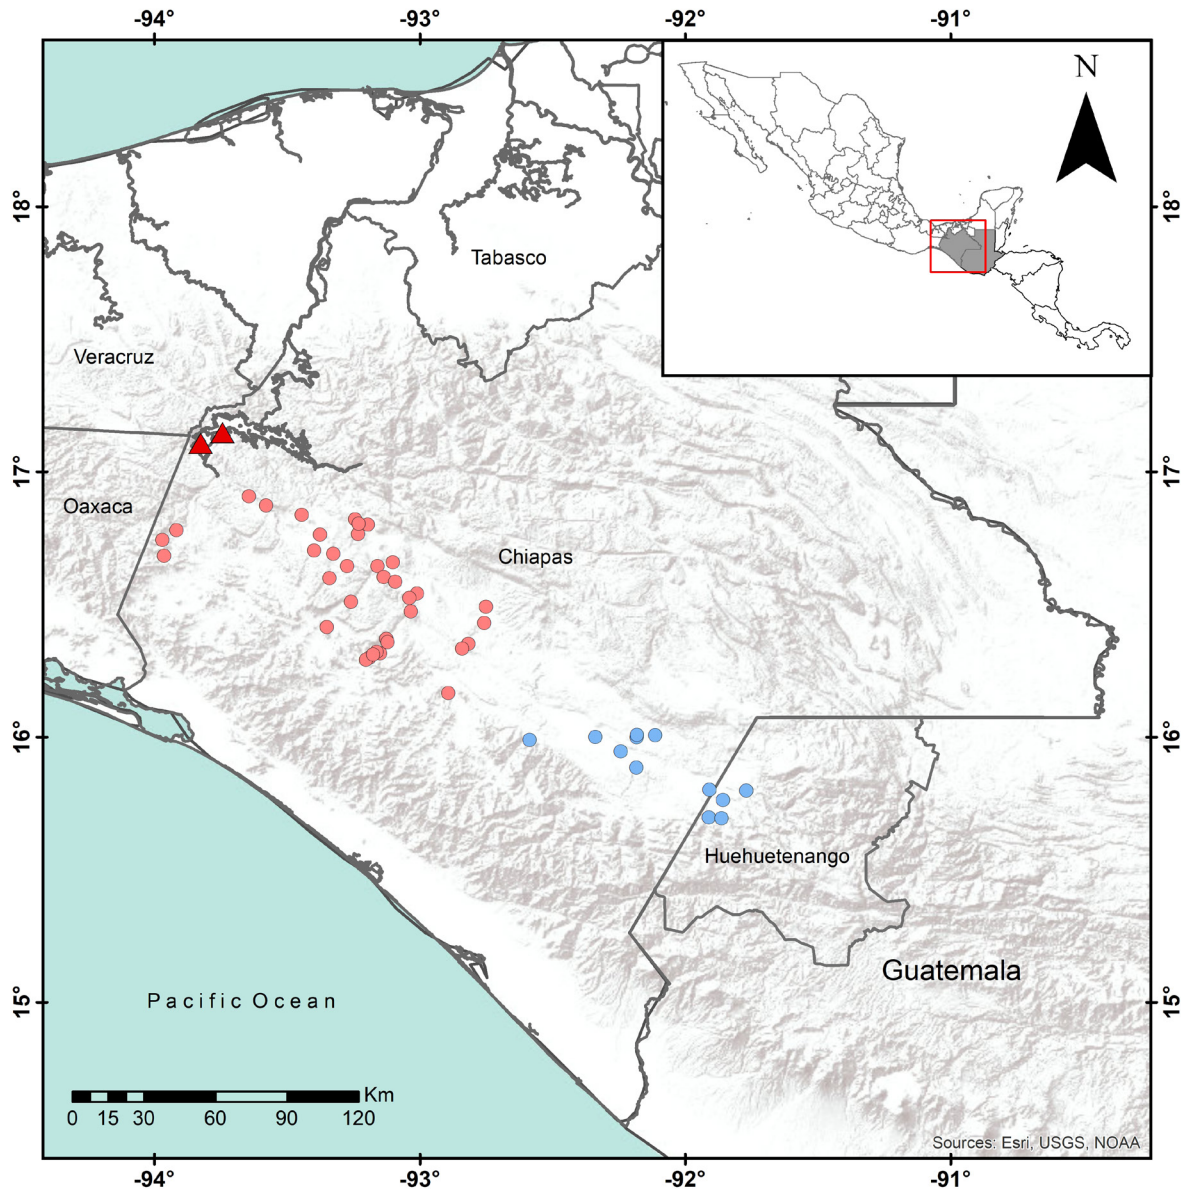 -94° -93° -92° -91°
N
18° 18°
Tabasco
Veracruz
17° 17°
Oaxaca
Chiapas
16° 16°
Huehuetenango
Guatemala
15° 15°
Pacific Ocean
Km
0 15 30 60 90 120
Sources: Esri, USGS, NOAA
-94° -93° -92° -91°